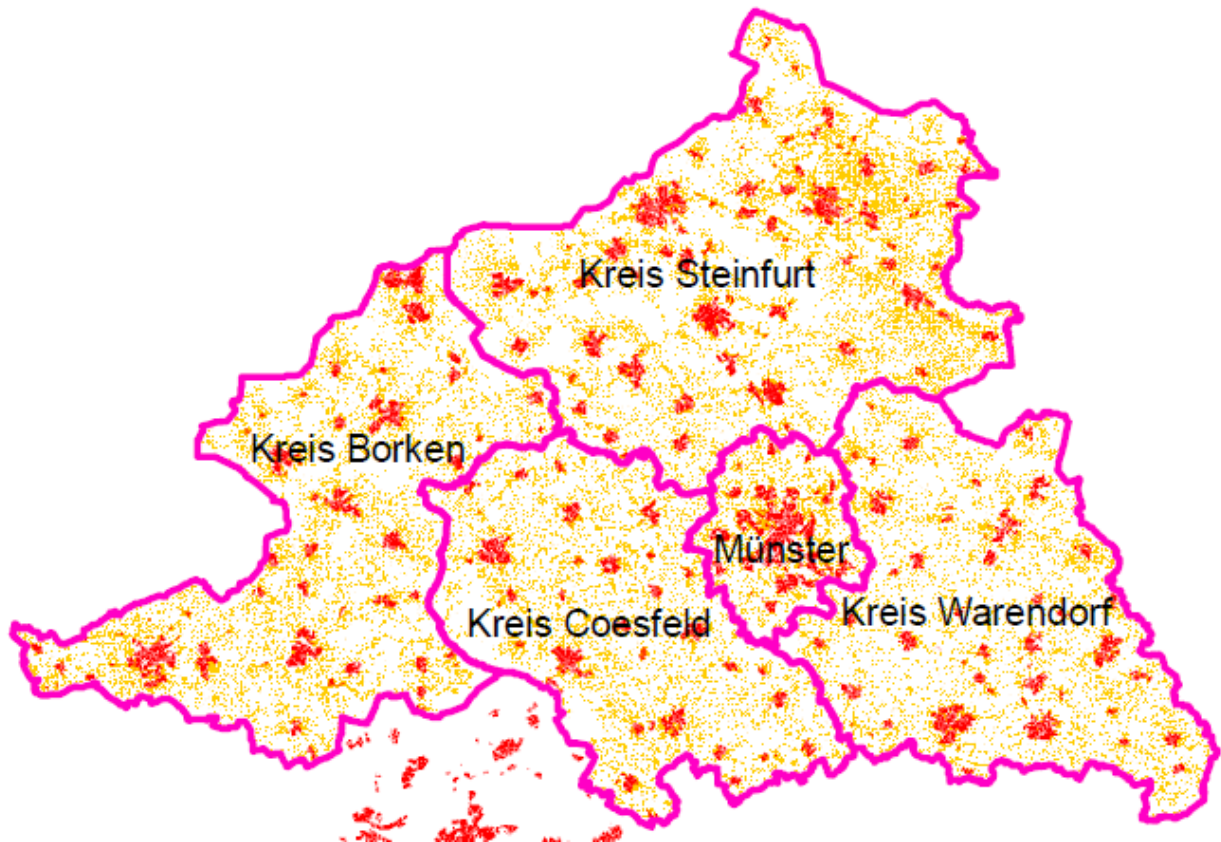 Kreis Steinfurt
Kreis Borken
Münster
Kreis Coesfeld
Kreis Warendorf